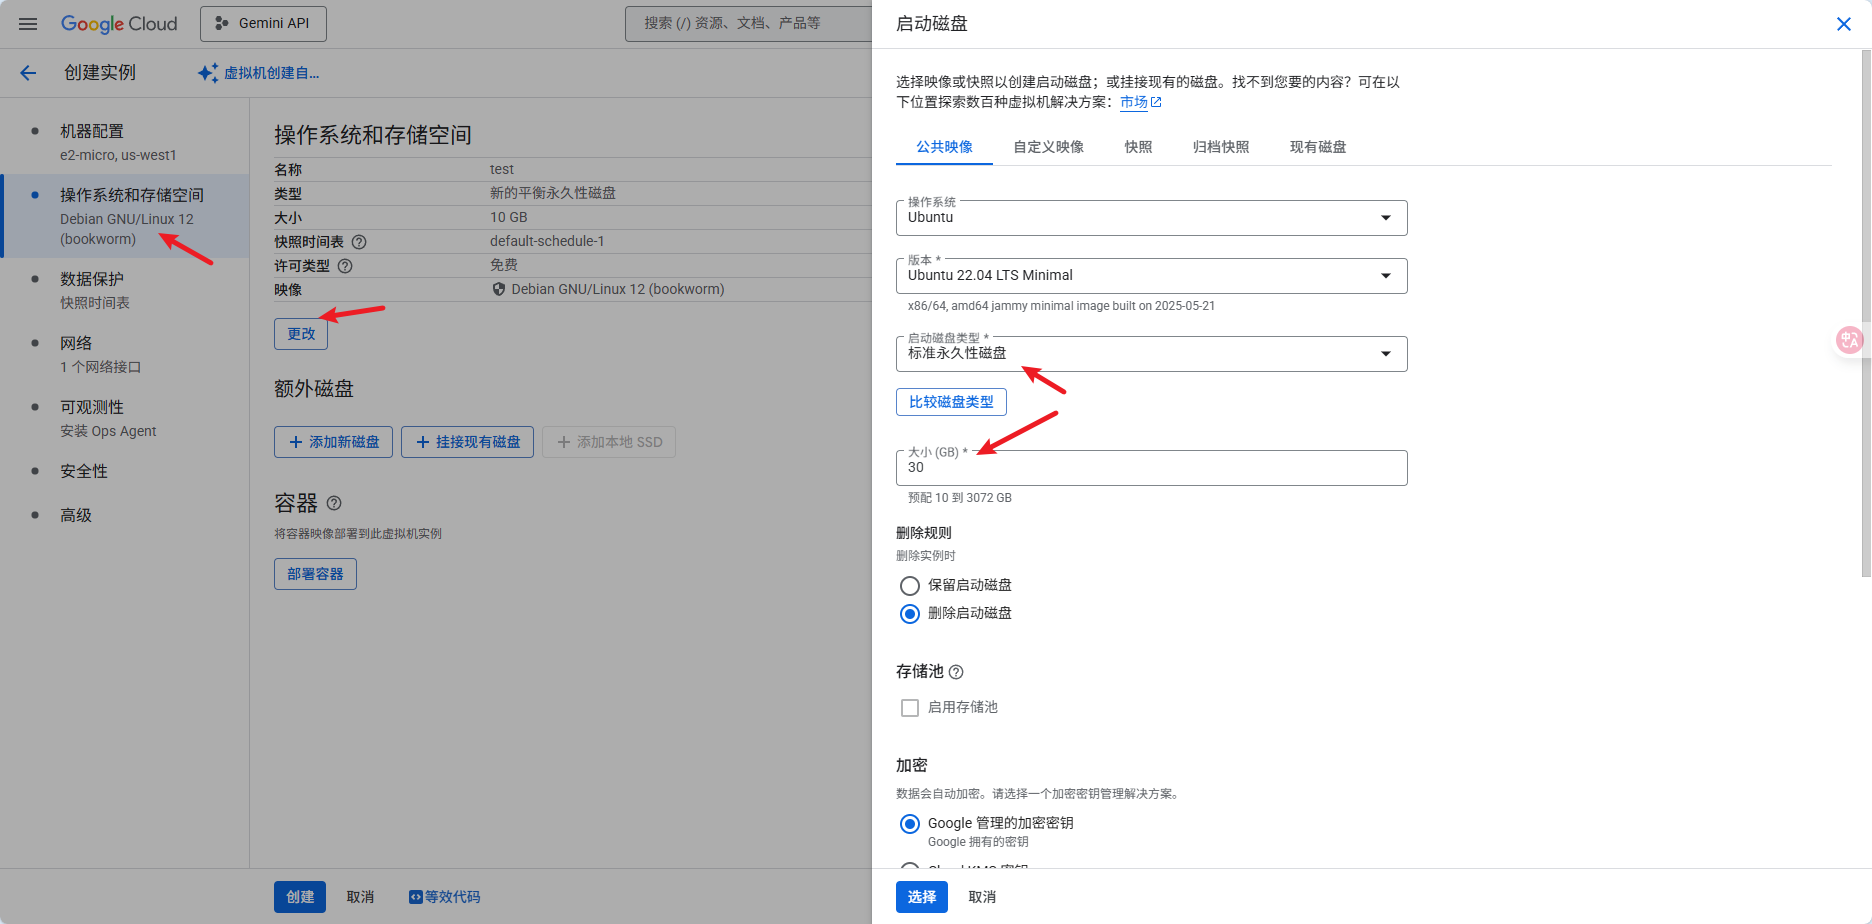 Google Cloud
Gemini API
搜索 (/) 资源、文档、产品等
创建实例
虚拟机创建自...
机器配置
e2-micro, us-west1
操作系统和存储空间
Debian GNU/Linux 12
(bookworm)
数据保护
快照时间表
网络
1 个网络接口
可观测性
安装 Ops Agent
安全性
高级
操作系统和存储空间
名称 test
类型 新的平衡永久性磁盘
大小 10 GB
快照时间表 default-schedule-1
许可类型 免费
映像 Debian GNU/Linux 12 (bookworm)
更改
额外磁盘
添加新磁盘 挂接现有磁盘 添加本地 SSD
容器
将容器映像部署到此虚拟机实例
部署容器
创建 取消 等效代码
启动磁盘
选择映像或快照以创建启动磁盘；或挂接现有的磁盘。找不到您要的内容？可在以
下位置探索数百种虚拟机解决方案：市场
公共映像 自定义映像 快照 归档快照 现有磁盘
操作系统
Ubuntu
版本 *
Ubuntu 22.04 LTS Minimal
x86/64, amd64 jammy minimal image built on 2025-05-21
启动磁盘类型 *
标准永久性磁盘
比较磁盘类型
大小 (GB) *
30
预配 10 到 3072 GB
删除规则
删除实例时
保留启动磁盘
删除启动磁盘
存储池
启用存储池
加密
数据会自动加密。请选择一个加密密钥管理解决方案。
Google 管理的加密密钥
Google 拥有的密钥
Cloud KMS 密钥
选择 取消